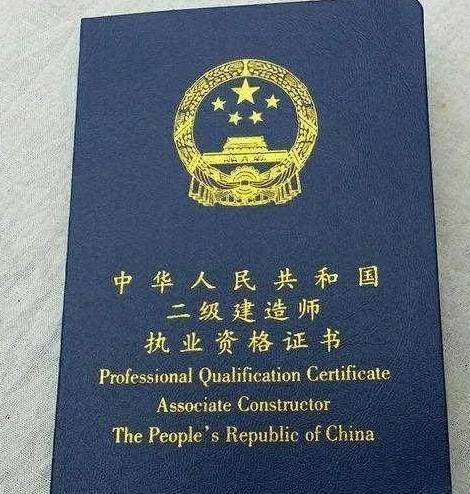 中华人民共和国
二级建造师
执业资格证书
Professional Qualification Certificate
Associate Constructor
The People's Republic of China